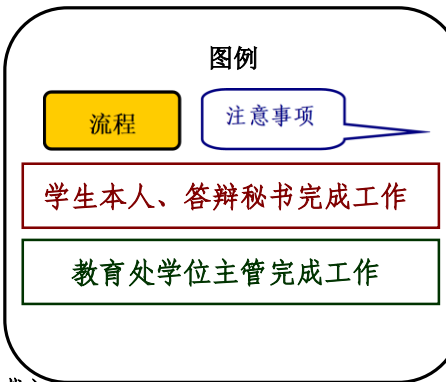 图例
流程
注意事项
学生本人、答辩秘书完成工作
教育处学位主管完成工作